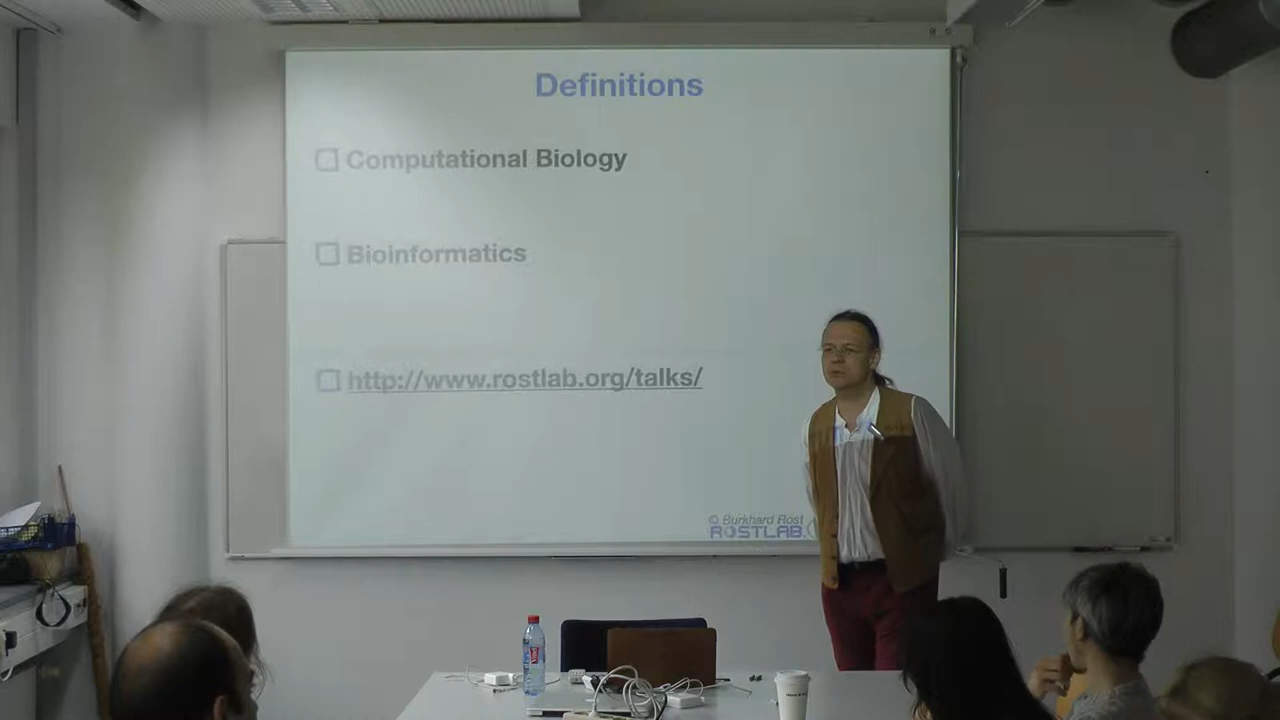 Definitions
Computational Biology
Bioinformatics
http://www.rostlab.org/talks/
© Burkhard Rost
ROSTLAB